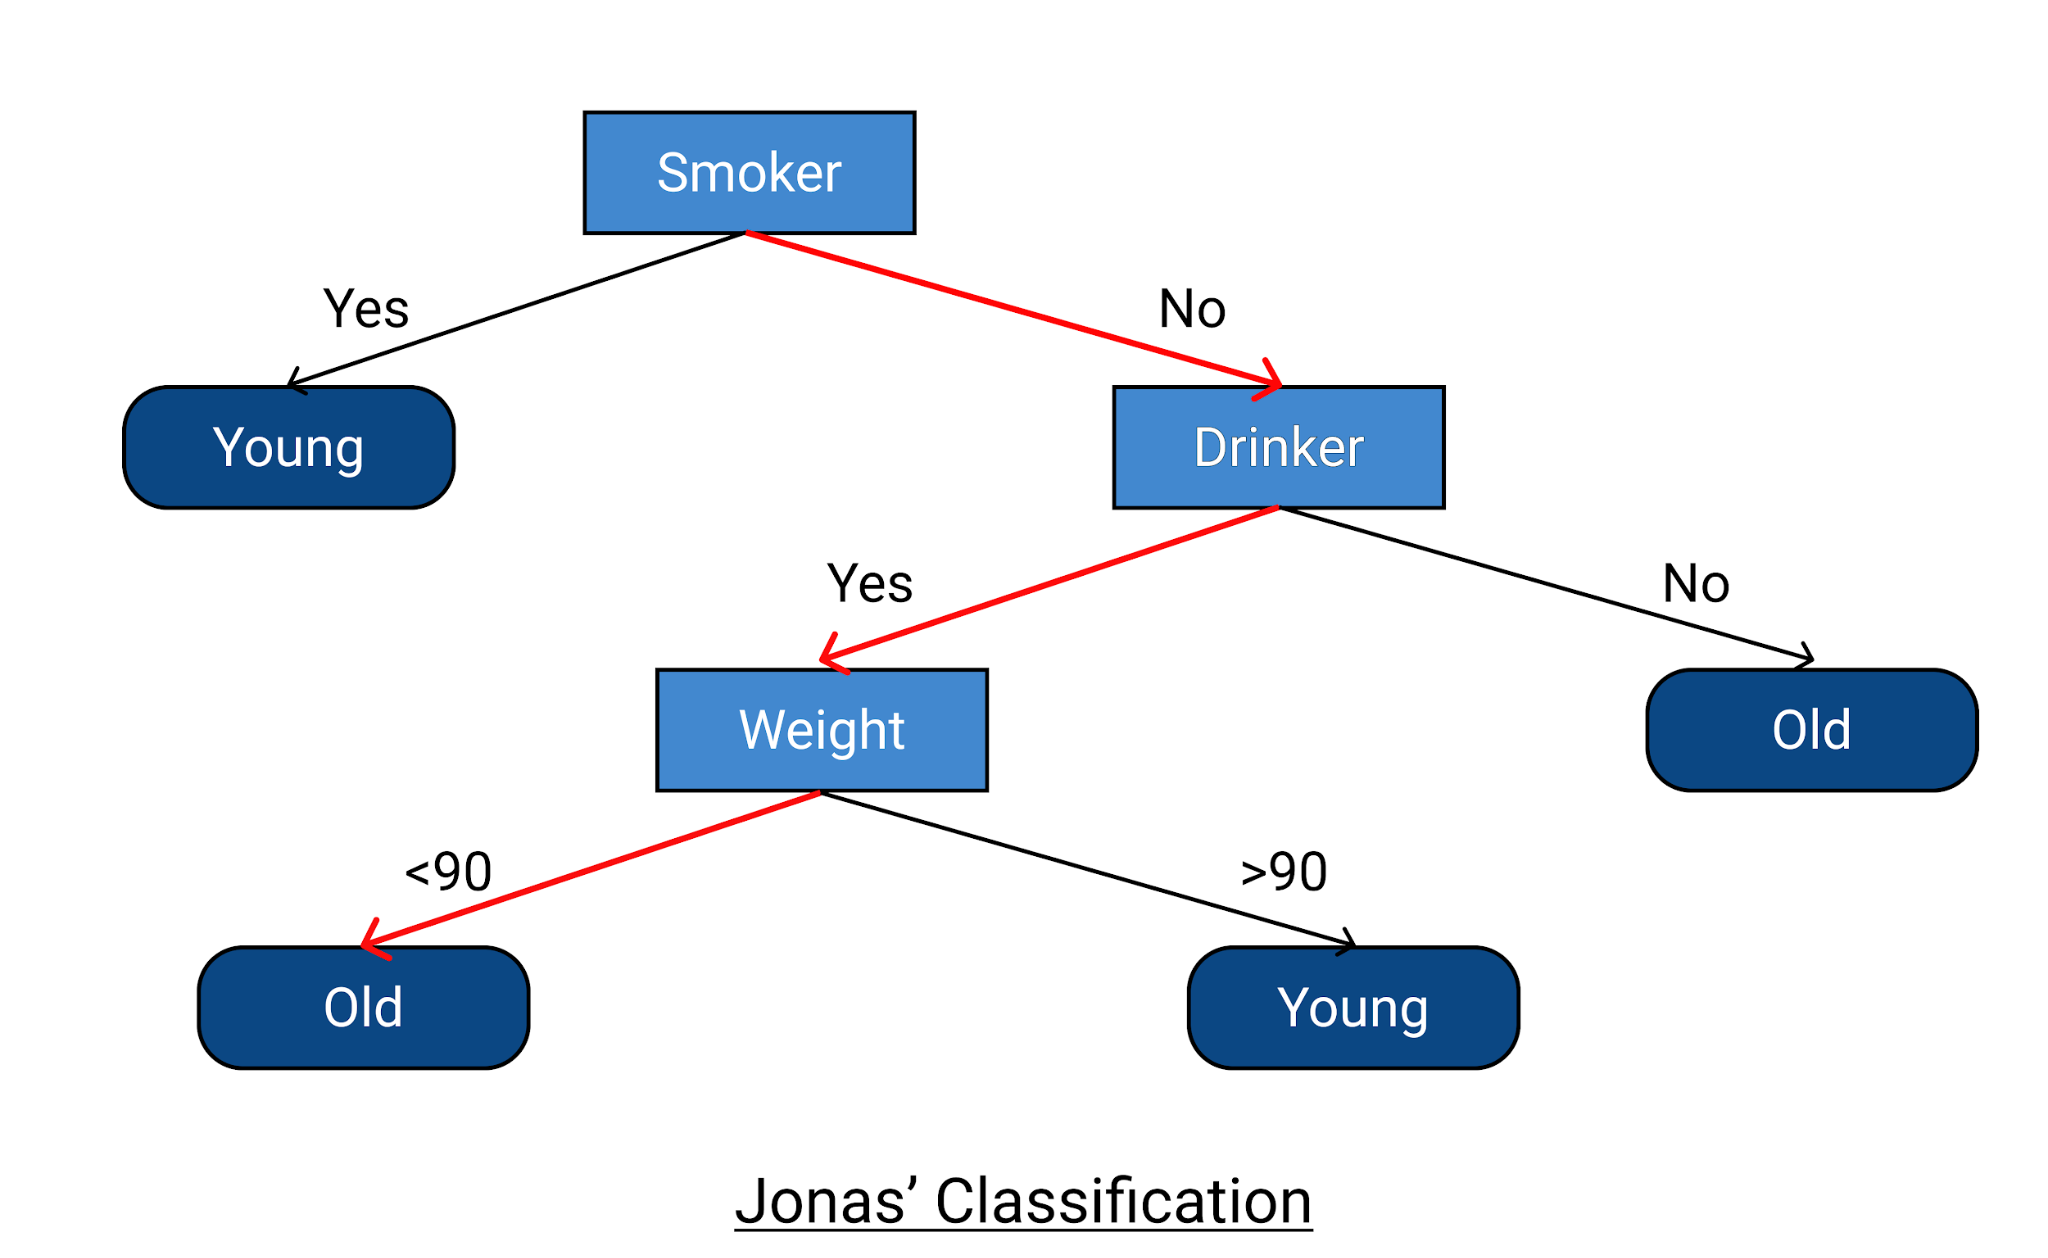 Smoker
Yes
No
Young
Drinker
Yes
No
Weight
Old
<90
>90
Old
Young
Jonas’ Classification